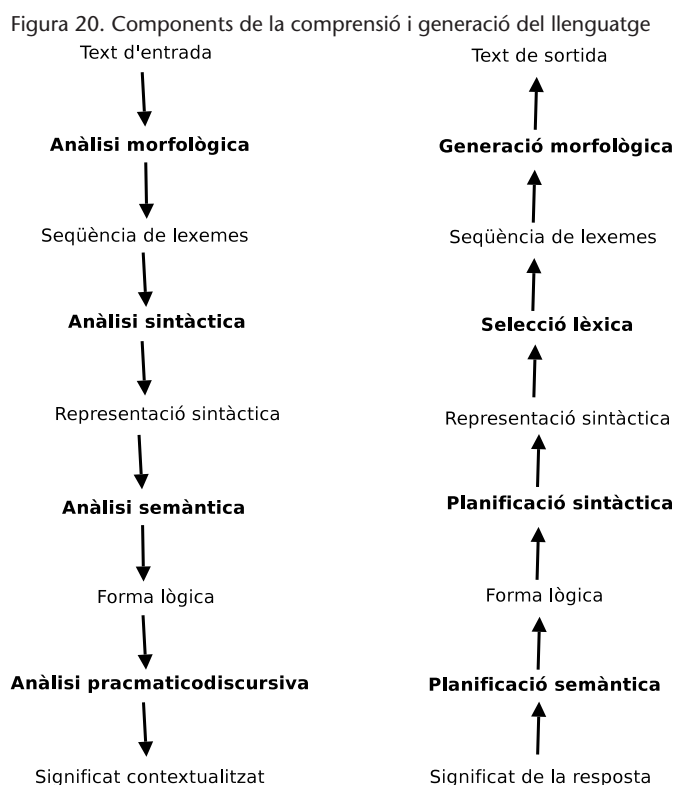 Figura 20. Components de la comprensió i generació del llenguatge
Text d'entrada
Anàlisi morfològica
Seqüència de lexemes
Anàlisi sintàctica
Representació sintàctica
Anàlisi semàntica
Forma lògica
Anàlisi pracmaticodiscursiva
Significat contextualitzat
Text de sortida
Generació morfològica
Seqüència de lexemes
Selecció lèxica
Representació sintàctica
Planificació sintàctica
Forma lògica
Planificació semàntica
Significat de la resposta